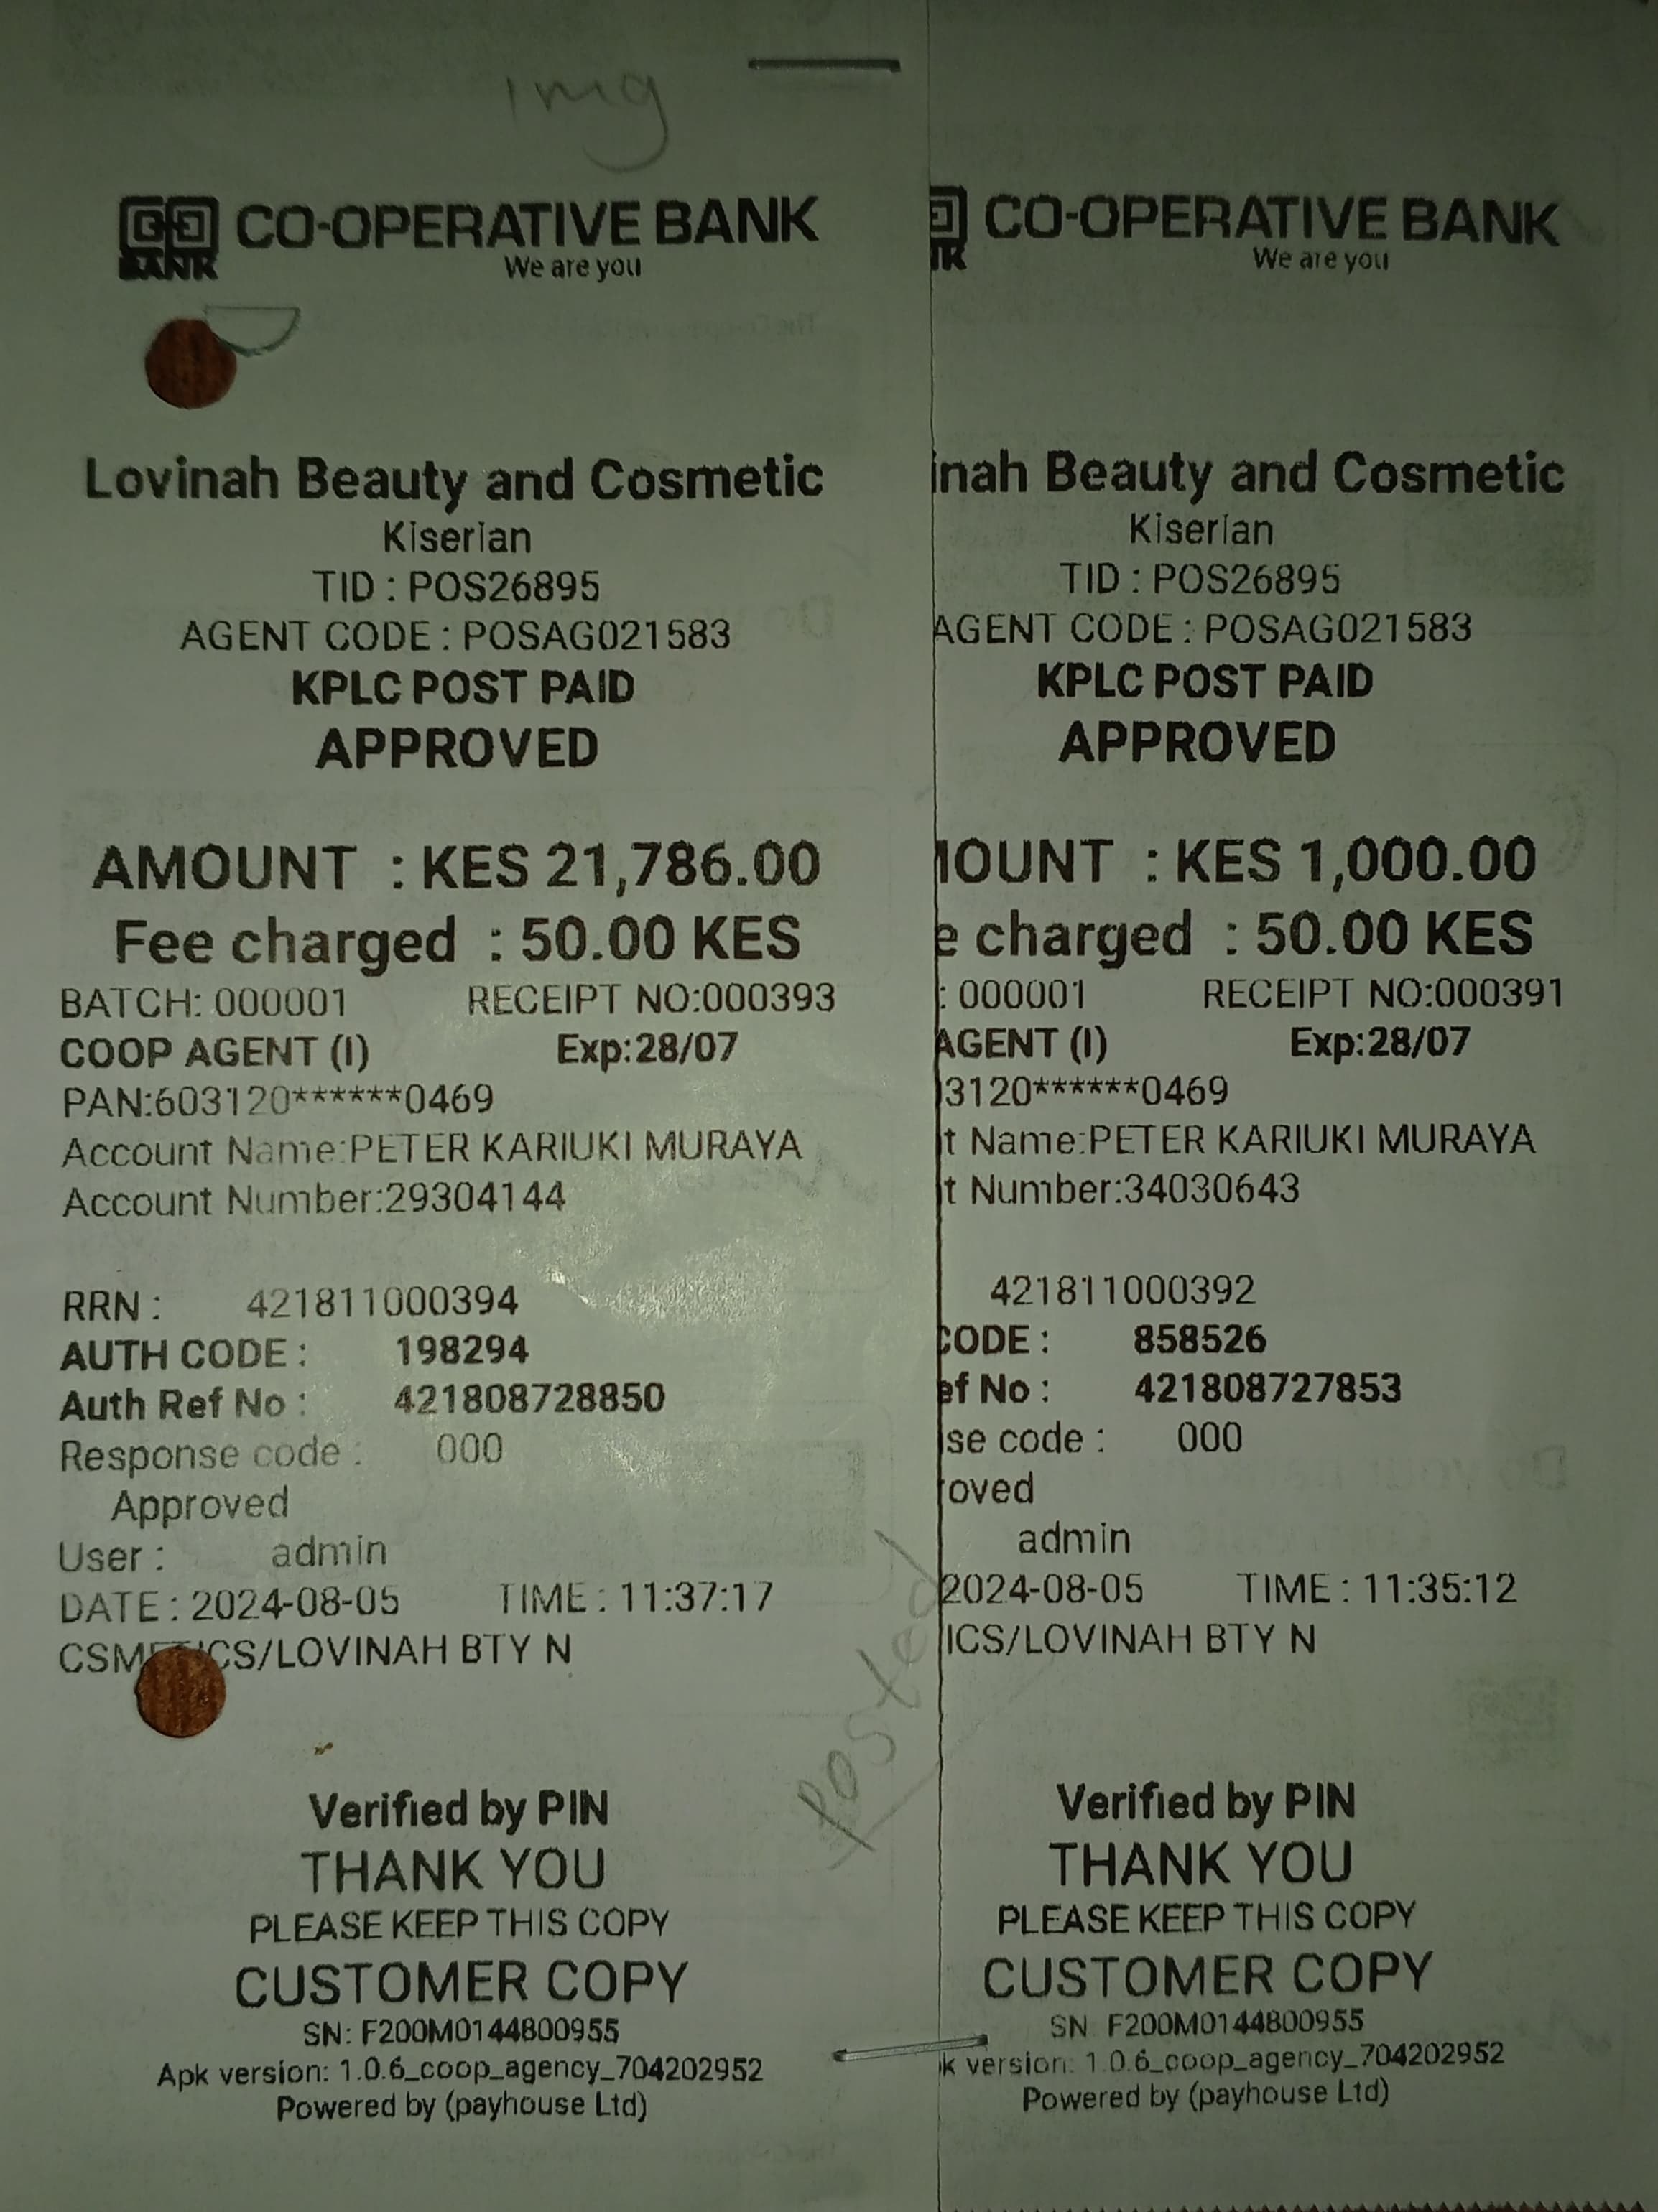 1mg
CO-OPERATIVE BANK
We are you
BANK
Lovinah Beauty and Cosmetic
Kiserian
TID : POS26895
AGENT CODE : POSAG021583
KPLC POST PAID
APPROVED
AMOUNT : KES 21,786.00
Fee charged : 50.00 KES
BATCH: 000001 RECEIPT NO:000393
COOP AGENT (I) Exp:28/07
PAN:603120******0469
Account Name:PETER KARIUKI MURAYA
Account Number:29304144
RRN : 421811000394
AUTH CODE : 198294
Auth Ref No : 421808728850
Response code : 000
Approved
User : admin
DATE : 2024-08-05 TIME : 11:37:17
CSM ICS/LOVINAH BTY N
Verified by PIN
THANK YOU
PLEASE KEEP THIS COPY
CUSTOMER COPY
SN: F200M0144800955
Apk version: 1.0.6_coop_agency_704202952
Powered by (payhouse Ltd)
Posted
CO-OPERATIVE BANK
We are you
NK
inah Beauty and Cosmetic
Kiserian
TID : POS26895
AGENT CODE : POSAG021583
KPLC POST PAID
APPROVED
MOUNT : KES 1,000.00
e charged : 50.00 KES
: 000001 RECEIPT NO:000391
AGENT (I) Exp:28/07
3120******0469
t Name:PETER KARIUKI MURAYA
t Number:34030643
421811000392
CODE : 858526
ef No : 421808727853
se code : 000
oved
admin
2024-08-05 TIME : 11:35:12
ICS/LOVINAH BTY N
Verified by PIN
THANK YOU
PLEASE KEEP THIS COPY
CUSTOMER COPY
SN: F200M0144800955
k version: 1.0.6_coop_agency_704202952
Powered by (payhouse Ltd)